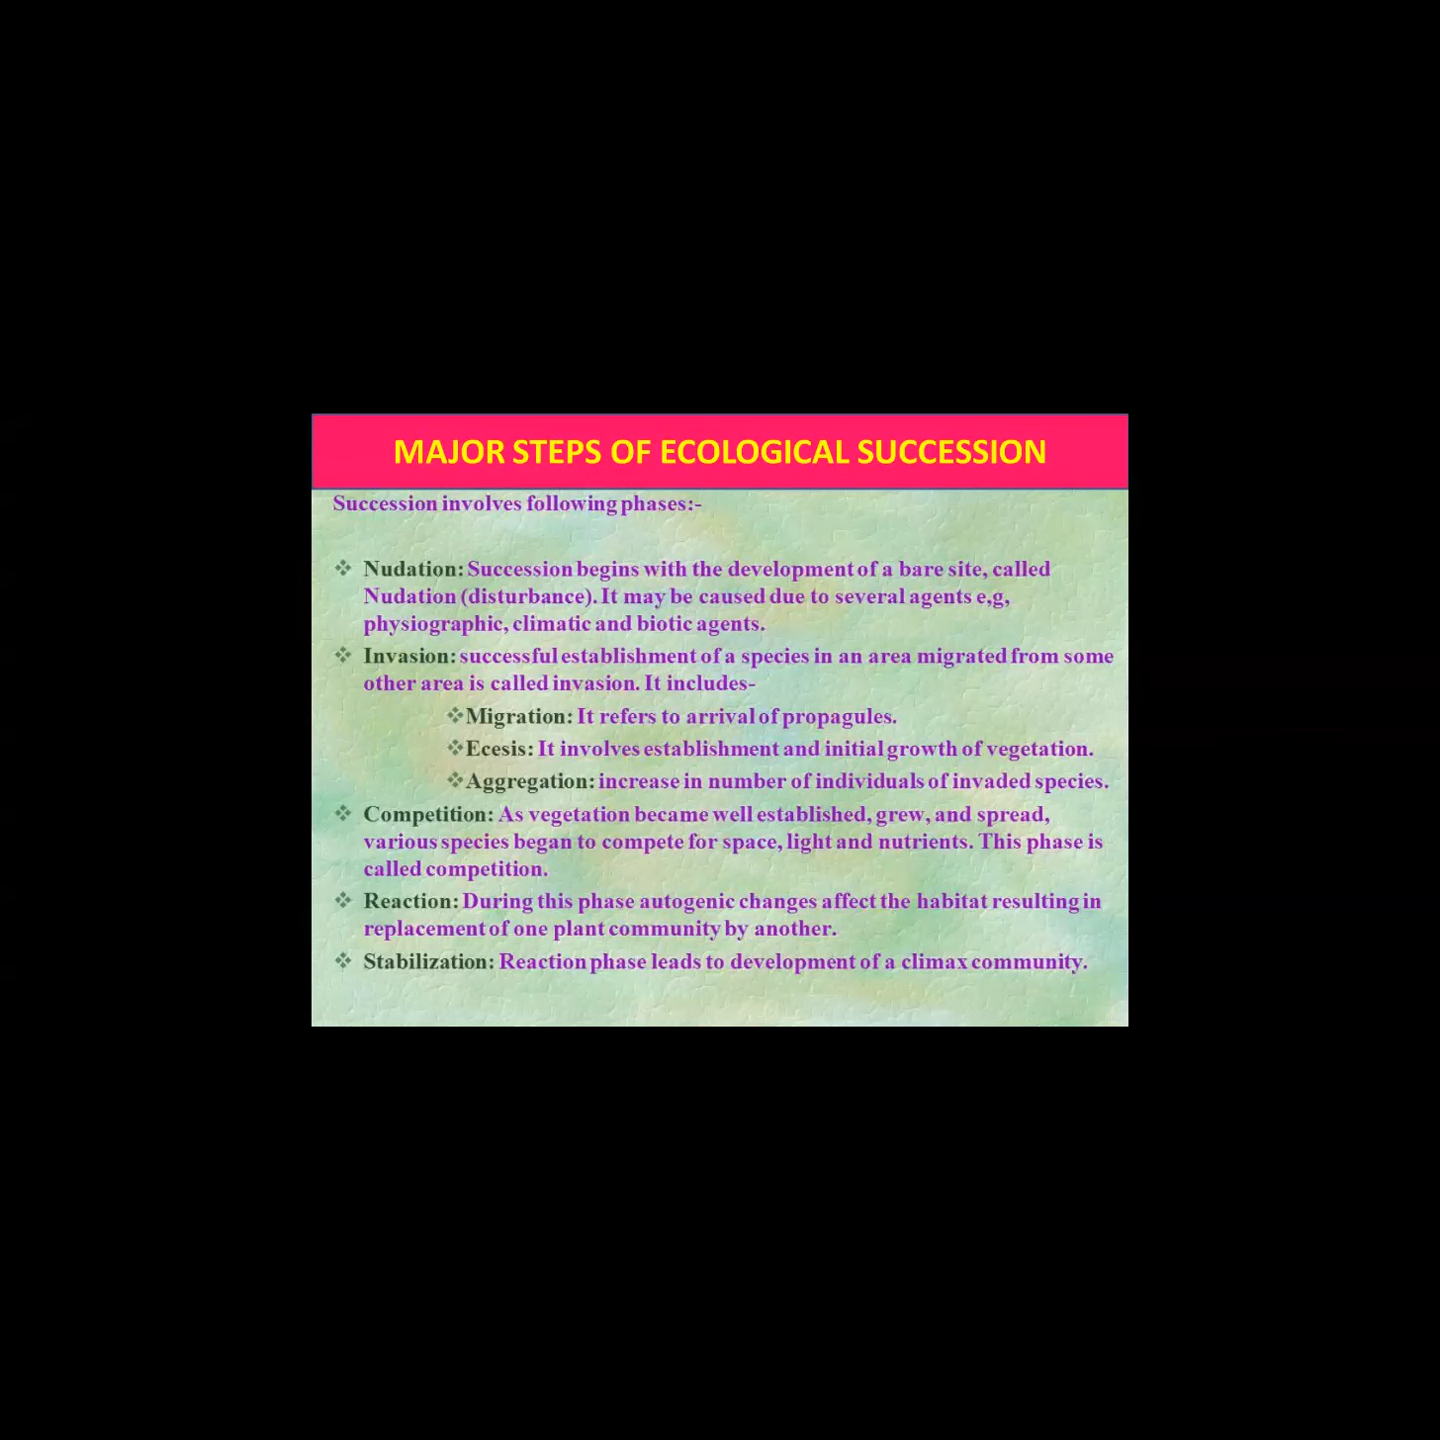 MAJOR STEPS OF ECOLOGICAL SUCCESSION
Succession involves following phases:-
❖ Nudation: Succession begins with the development of a bare site, called
Nudation (disturbance). It may be caused due to several agents e,g,
physiographic, climatic and biotic agents.
❖ Invasion: successful establishment of a species in an area migrated from some
other area is called invasion. It includes-
❖Migration: It refers to arrival of propagules.
❖Ecesis: It involves establishment and initial growth of vegetation.
❖Aggregation: increase in number of individuals of invaded species.
❖ Competition: As vegetation became well established, grew, and spread,
various species began to compete for space, light and nutrients. This phase is
called competition.
❖ Reaction: During this phase autogenic changes affect the habitat resulting in
replacement of one plant community by another.
❖ Stabilization: Reaction phase leads to development of a climax community.